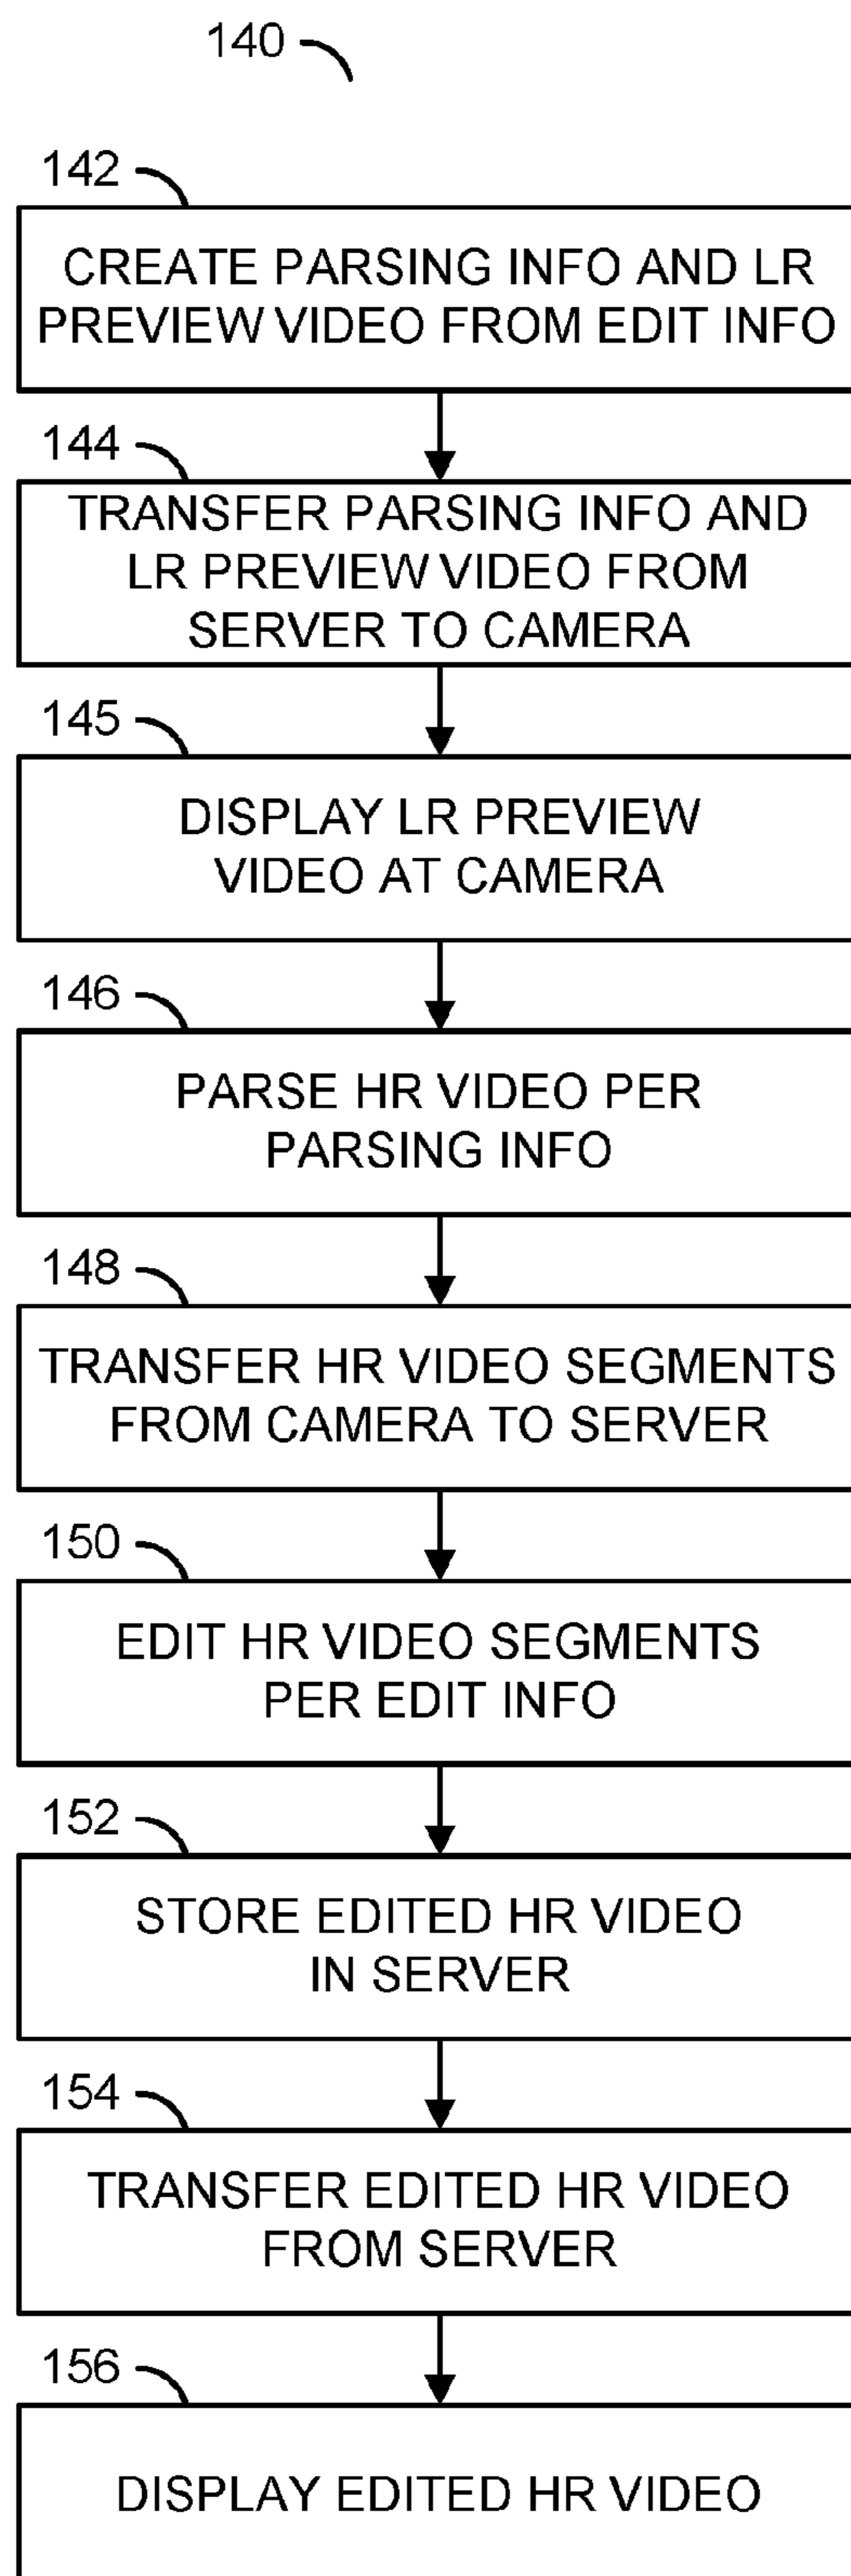 140
142
CREATE PARSING INFO AND LR
PREVIEW VIDEO FROM EDIT INFO
144
TRANSFER PARSING INFO AND
LR PREVIEW VIDEO FROM
SERVER TO CAMERA
145
DISPLAY LR PREVIEW
VIDEO AT CAMERA
146
PARSE HR VIDEO PER
PARSING INFO
148
TRANSFER HR VIDEO SEGMENTS
FROM CAMERA TO SERVER
150
EDIT HR VIDEO SEGMENTS
PER EDIT INFO
152
STORE EDITED HR VIDEO
IN SERVER
154
TRANSFER EDITED HR VIDEO
FROM SERVER
156
DISPLAY EDITED HR VIDEO